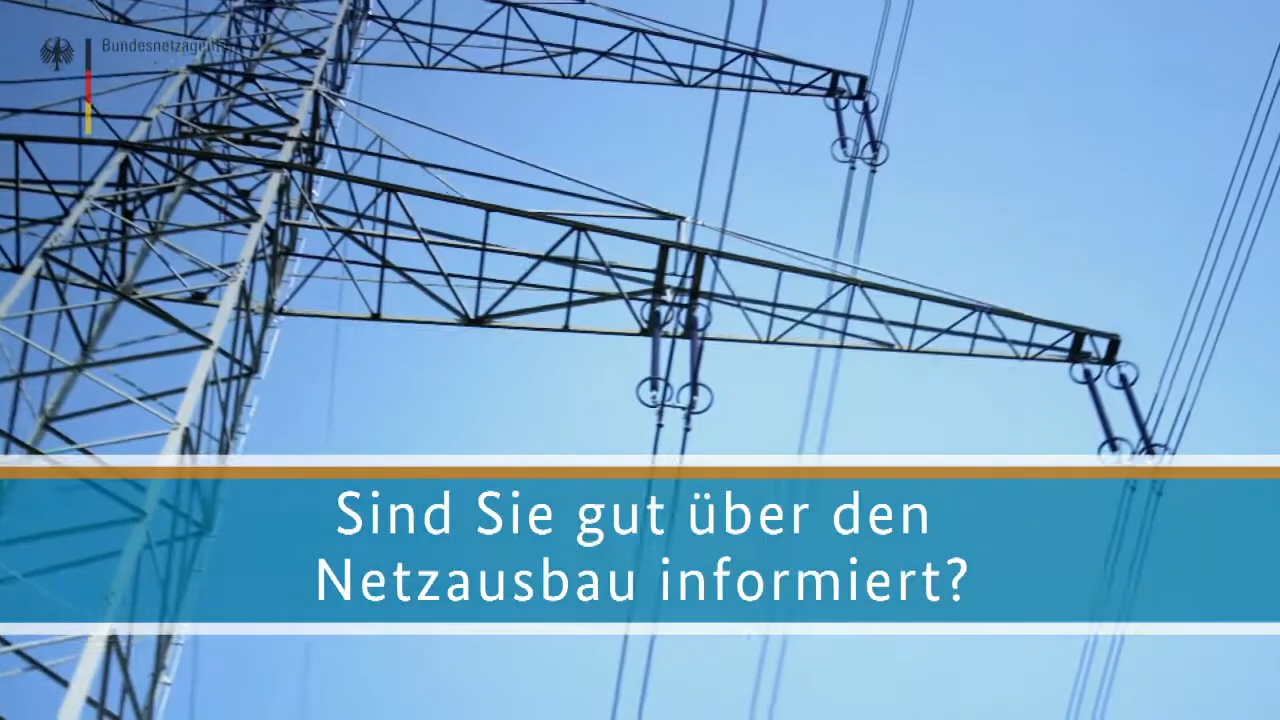 Bundesnetzagentur
Sind Sie gut über den
Netzausbau informiert?